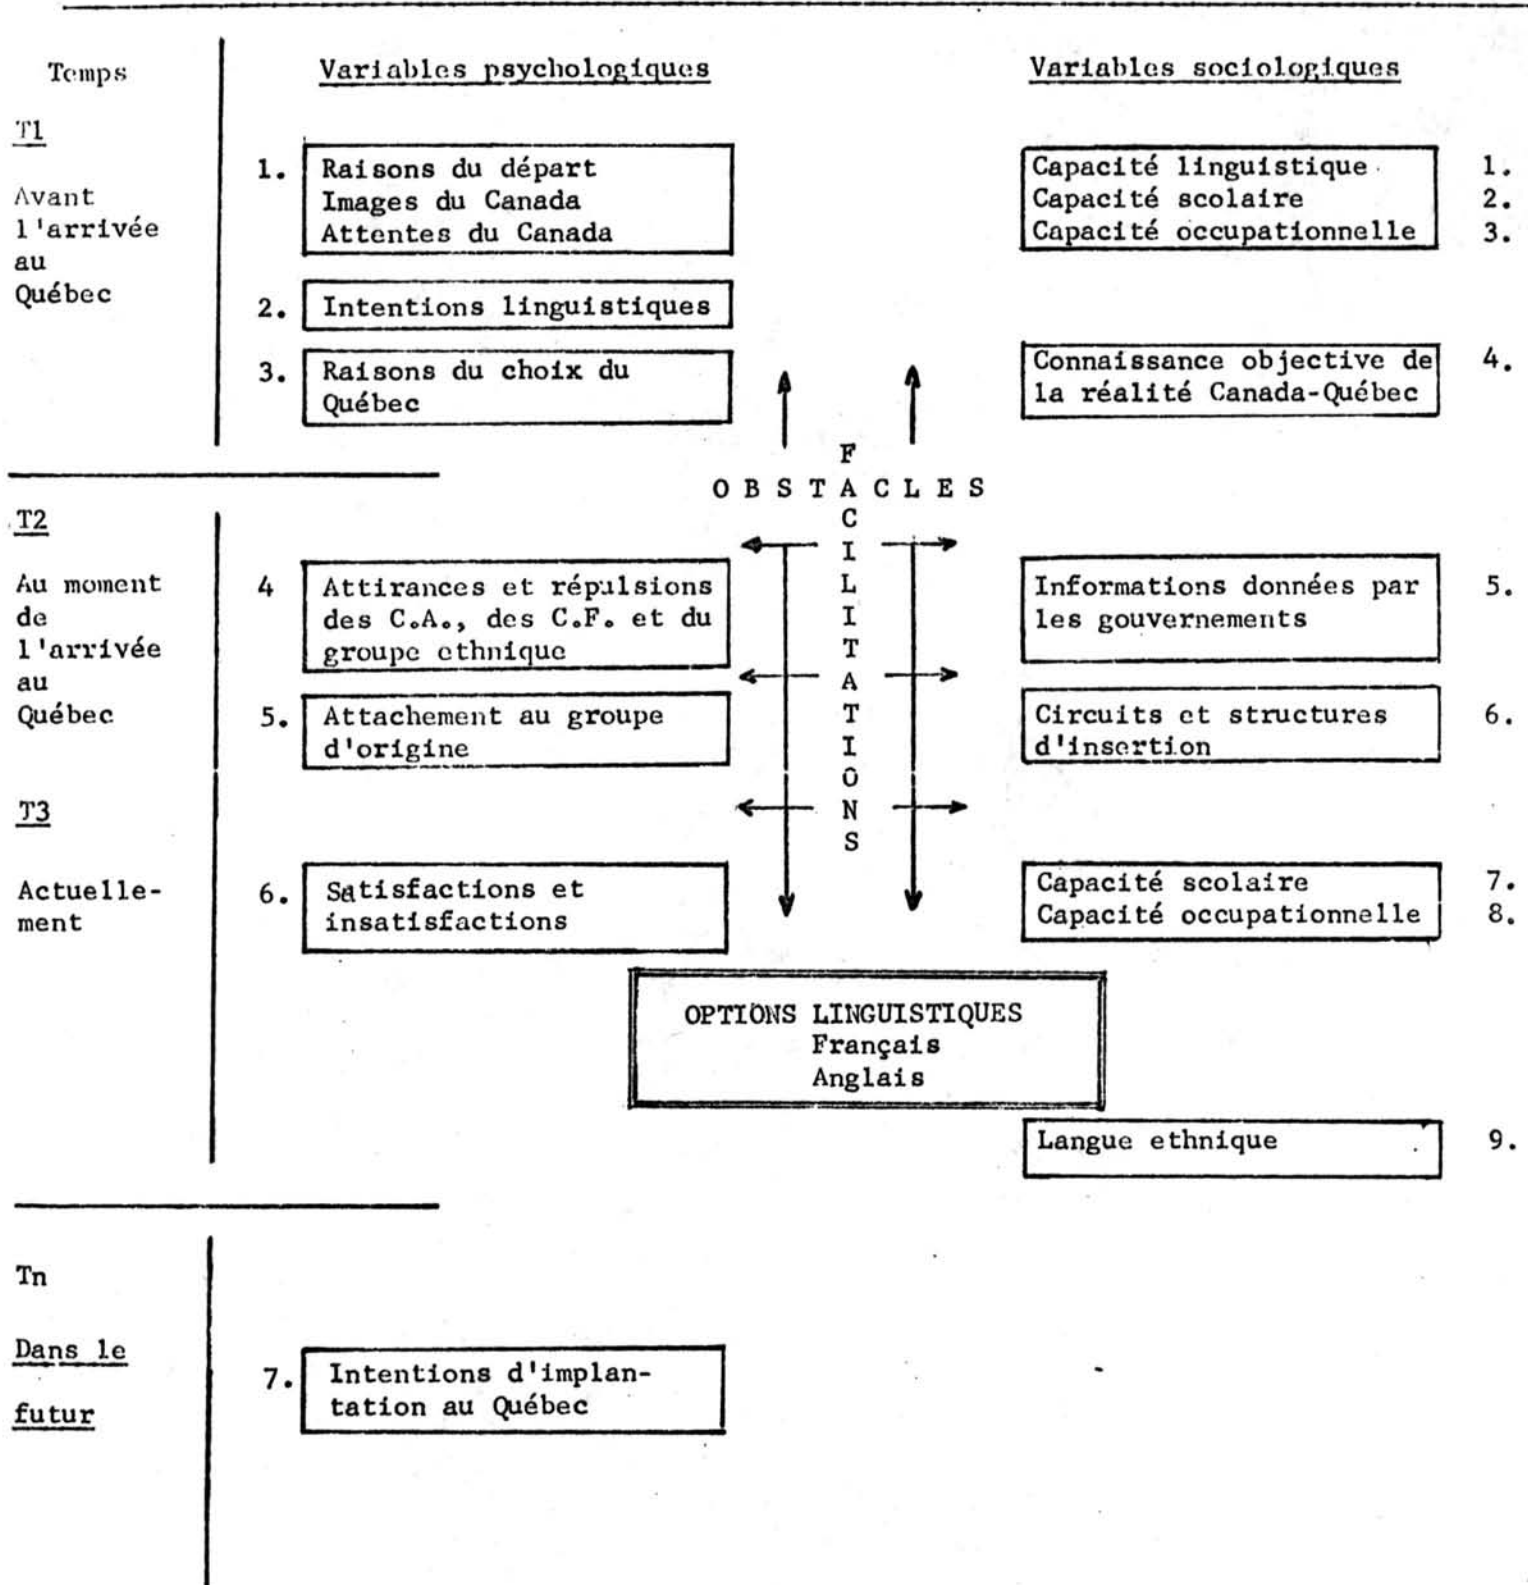 Temps
Variables psychologiques
Variables sociologiques
T1
Avant
l'arrivée
au
Québec
1.
Raisons du départ
Images du Canada
Attentes du Canada
2.
Intentions linguistiques
3.
Raisons du choix du
Québec
Capacité linguistique 1.
Capacité scolaire 2.
Capacité occupationnelle 3.
Connaissance objective de 4.
la réalité Canada-Québec
OBSTACLES
FACILITATIONS
T2
Au moment
de
l'arrivée
au
Québec
4
Attirances et répulsions
des C.A., des C.F. et du
groupe ethnique
5.
Attachement au groupe
d'origine
Informations données par 5.
les gouvernements
Circuits et structures 6.
d'insertion
T3
Actuelle-
ment
6.
Satisfactions et
insatisfactions
Capacité scolaire 7.
Capacité occupationnelle 8.
OPTIONS LINGUISTIQUES
Français
Anglais
Langue ethnique 9.
Tn
Dans le
futur
7.
Intentions d'implan-
tation au Québec